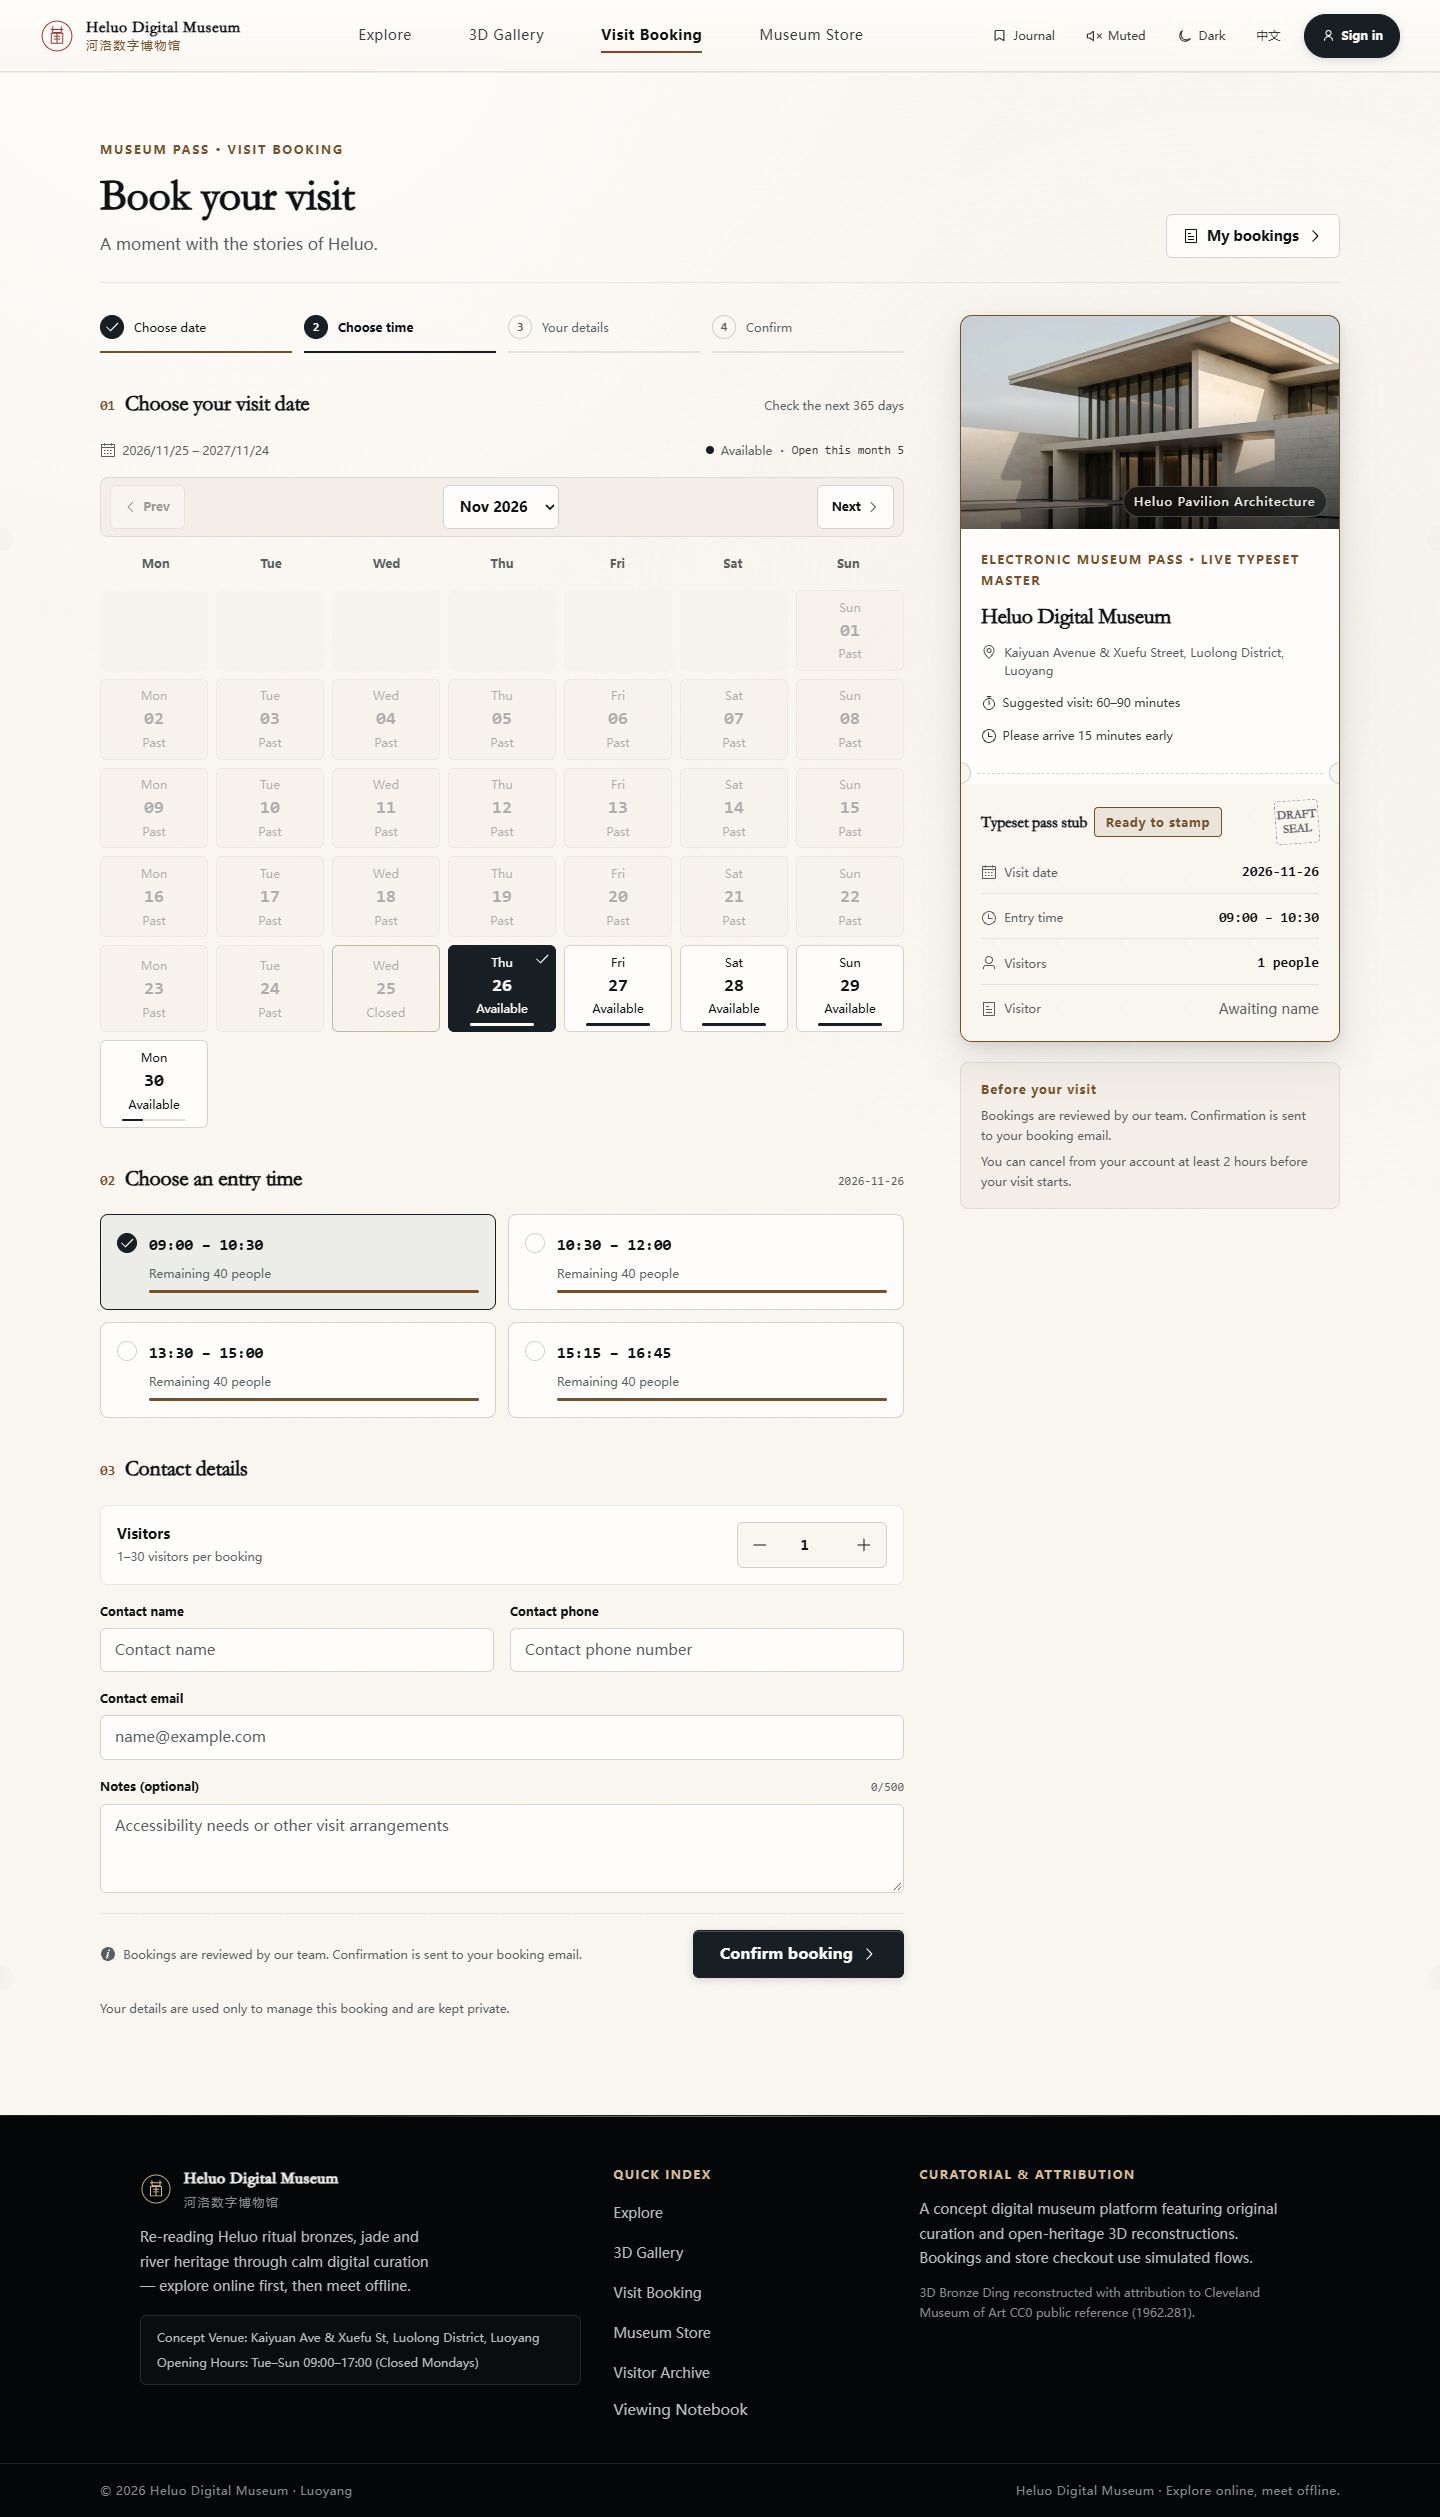 Heluo Digital Museum
河洛数字博物馆
Explore
3D Gallery
Visit Booking
Museum Store
Journal
Muted
Dark
中文
Sign in
MUSEUM PASS • VISIT BOOKING
Book your visit
A moment with the stories of Heluo.
My bookings
Choose date
2 Choose time
3 Your details
4 Confirm
01 Choose your visit date
Check the next 365 days
2026/11/25 – 2027/11/24
Available · Open this month 5
Prev
Nov 2026
Next
Mon Tue Wed Thu Fri Sat Sun
Sun
01
Past
Mon Tue Wed Thu Fri Sat Sun
02 03 04 05 06 07 08
Past Past Past Past Past Past Past
Mon Tue Wed Thu Fri Sat Sun
09 10 11 12 13 14 15
Past Past Past Past Past Past Past
Mon Tue Wed Thu Fri Sat Sun
16 17 18 19 20 21 22
Past Past Past Past Past Past Past
Mon Tue Wed Thu Fri Sat Sun
23 24 25 26 27 28 29
Past Past Closed Available Available Available Available
Mon
30
Available
02 Choose an entry time
2026-11-26
09:00 – 10:30
Remaining 40 people
10:30 – 12:00
Remaining 40 people
13:30 – 15:00
Remaining 40 people
15:15 – 16:45
Remaining 40 people
03 Contact details
Visitors
1–30 visitors per booking
1
Contact name
Contact name
Contact phone
Contact phone number
Contact email
name@example.com
Notes (optional)
0/500
Accessibility needs or other visit arrangements
Bookings are reviewed by our team. Confirmation is sent to your booking email.
Confirm booking
Your details are used only to manage this booking and are kept private.
Heluo Pavilion Architecture
ELECTRONIC MUSEUM PASS • LIVE TYPESET
MASTER
Heluo Digital Museum
Kaiyuan Avenue & Xuefu Street, Luolong District,
Luoyang
Suggested visit: 60–90 minutes
Please arrive 15 minutes early
Typeset pass stub
Ready to stamp
DRAFT
SEAL
Visit date 2026-11-26
Entry time 09:00 – 10:30
Visitors 1 people
Visitor Awaiting name
Before your visit
Bookings are reviewed by our team. Confirmation is sent
to your booking email.
You can cancel from your account at least 2 hours before
your visit starts.
Heluo Digital Museum
河洛数字博物馆
Re-reading Heluo ritual bronzes, jade and
river heritage through calm digital curation
— explore online first, then meet offline.
Concept Venue: Kaiyuan Ave & Xuefu St, Luolong District, Luoyang
Opening Hours: Tue–Sun 09:00–17:00 (Closed Mondays)
QUICK INDEX
Explore
3D Gallery
Visit Booking
Museum Store
Visitor Archive
Viewing Notebook
CURATORIAL & ATTRIBUTION
A concept digital museum platform featuring original
curation and open-heritage 3D reconstructions.
Bookings and store checkout use simulated flows.
3D Bronze Ding reconstructed with attribution to Cleveland
Museum of Art CC0 public reference (1962.281).
© 2026 Heluo Digital Museum · Luoyang
Heluo Digital Museum · Explore online, meet offline.